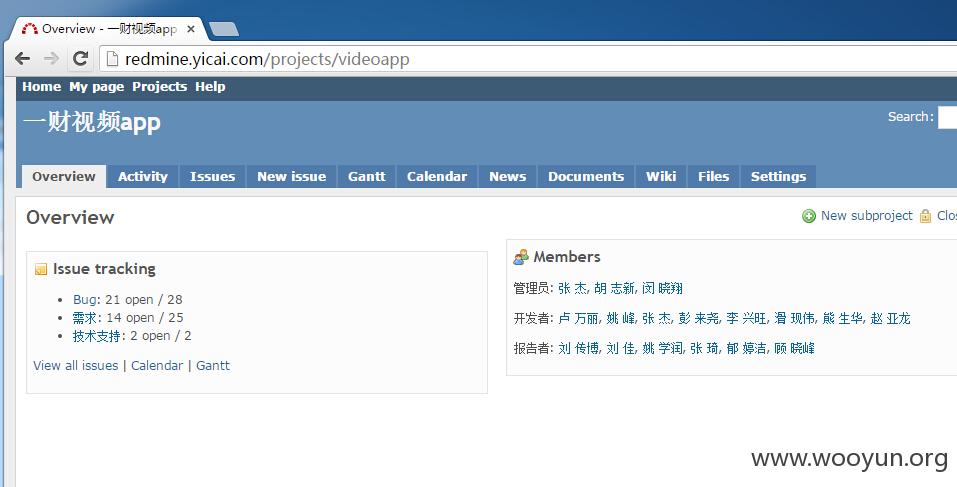 Overview - 一财视频app
redmine.yicai.com/projects/videoapp
Home My page Projects Help
一财视频app
Search:
Overview Activity Issues New issue Gantt Calendar News Documents Wiki Files Settings
Overview
New subproject Clos
Issue tracking
Bug: 21 open / 28
需求: 14 open / 25
技术支持: 2 open / 2
View all issues | Calendar | Gantt
Members
管理员: 张 杰, 胡 志新, 闵 晓翔
开发者: 卢 万丽, 姚 峰, 张 杰, 彭 来尧, 李 兴旺, 滑 现伟, 熊 生华, 赵 亚龙
报告者: 刘 传博, 刘 佳, 姚 学润, 张 琦, 郁 婷洁, 顾 晓峰
www.wooyun.org